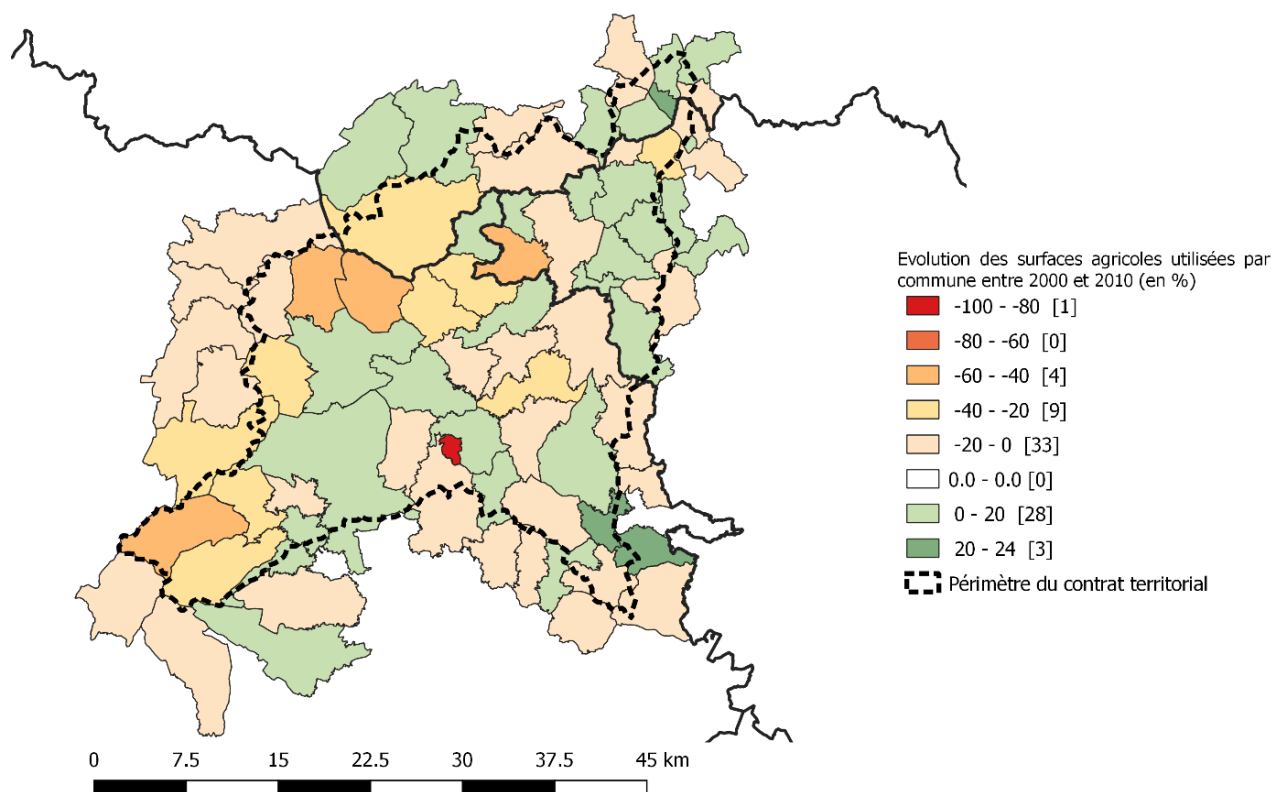 Evolution des surfaces agricoles utilisées par
commune entre 2000 et 2010 (en %)
-100 - -80 [1]
-80 - -60 [0]
-60 - -40 [4]
-40 - -20 [9]
-20 - 0 [33]
0.0 - 0.0 [0]
0 - 20 [28]
20 - 24 [3]
Périmètre du contrat territorial
0 7.5 15 22.5 30 37.5 45 km